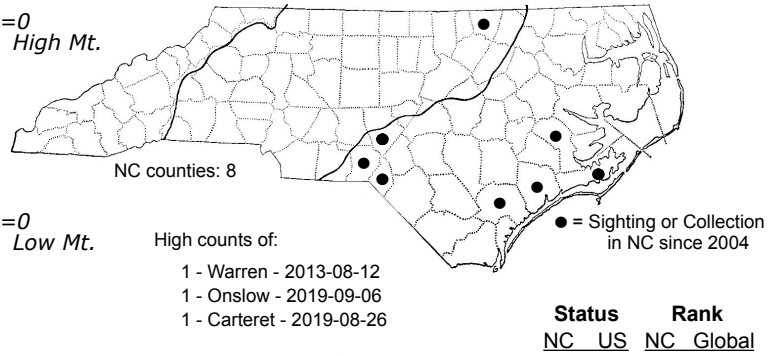 =0
High Mt.
NC counties: 8
=0
Low Mt.
High counts of:
1 - Warren - 2013-08-12
1 - Onslow - 2019-09-06
1 - Carteret - 2019-08-26
● = Sighting or Collection
in NC since 2004
Status Rank
NC US NC Global